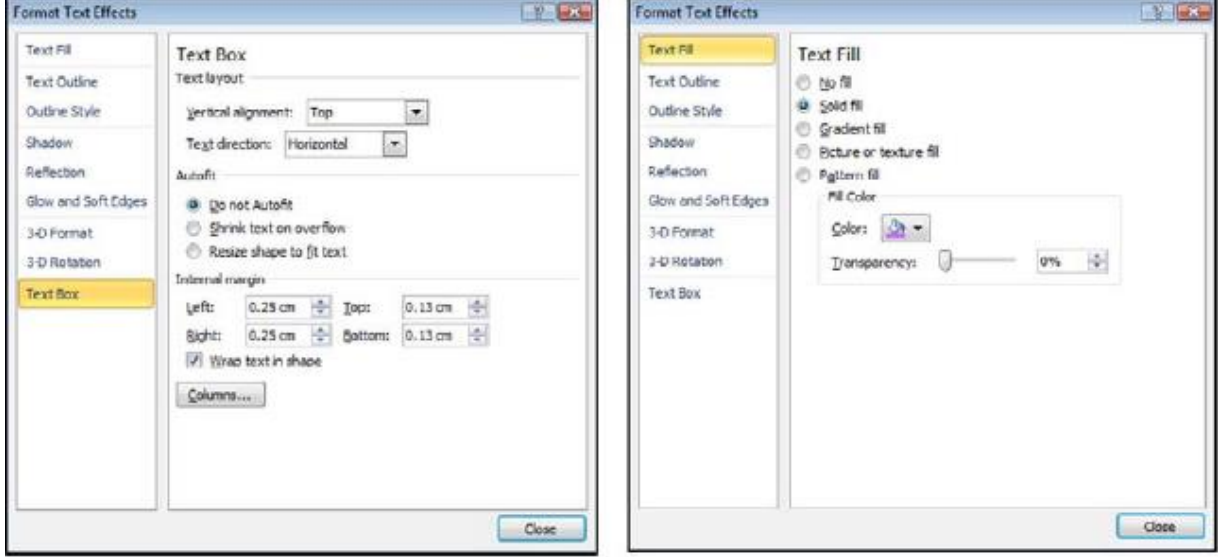 Format Text Effects
Text Fill
Text Outline
Outline Style
Shadow
Reflection
Glow and Soft Edges
3-D Format
3-D Rotation
Text Box
Text Box
Text layout
Vertical alignment: Top
Text direction: Horizontal
Autofit
Do not Autofit
Shrink text on overflow
Resize shape to fit text
Internal margin
Left: 0.25 cm Top: 0.13 cm
Right: 0.25 cm Bottom: 0.13 cm
Wrap text in shape
Columns...
Close
Format Text Effects
Text Fill
Text Outline
Outline Style
Shadow
Reflection
Glow and Soft Edges
3-D Format
3-D Rotation
Text Box
Text Fill
No fill
Solid fill
Gradient fill
Picture or texture fill
Pattern fill
Fill Color
Color:
Transparency: 0%
Close